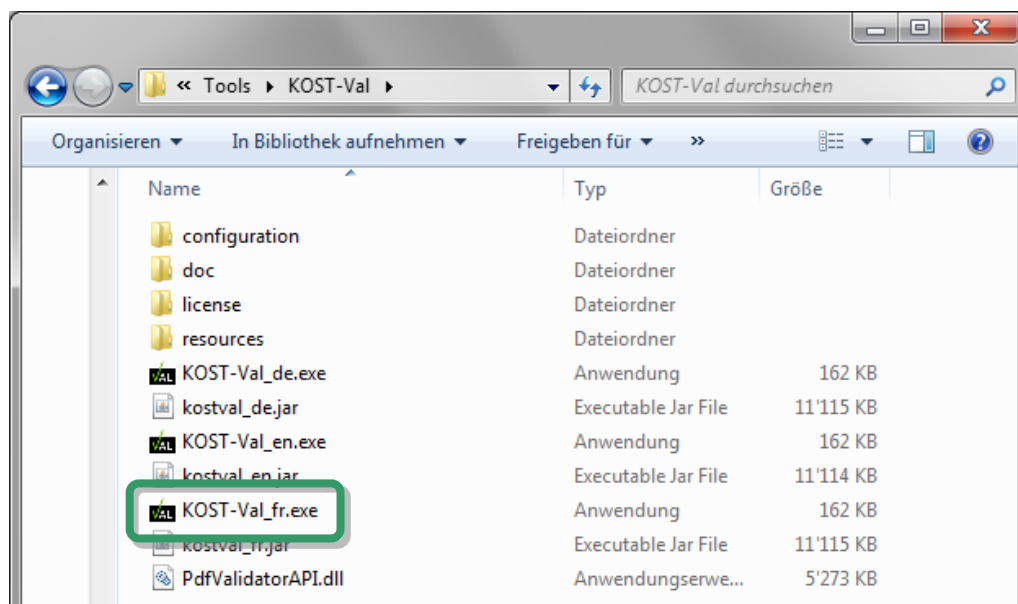 « Tools ▸ KOST-Val ▸ KOST-Val durchsuchen
Organisieren In Bibliothek aufnehmen Freigeben für »
Name Typ Größe
configuration Dateiordner
doc Dateiordner
license Dateiordner
resources Dateiordner
KOST-Val_de.exe Anwendung 162 KB
kostval_de.jar Executable Jar File 11'115 KB
KOST-Val_en.exe Anwendung 162 KB
kostval_en.jar Executable Jar File 11'114 KB
KOST-Val_fr.exe Anwendung 162 KB
kostval_fr.jar Executable Jar File 11'115 KB
PdfValidatorAPI.dll Anwendungserwe... 5'273 KB